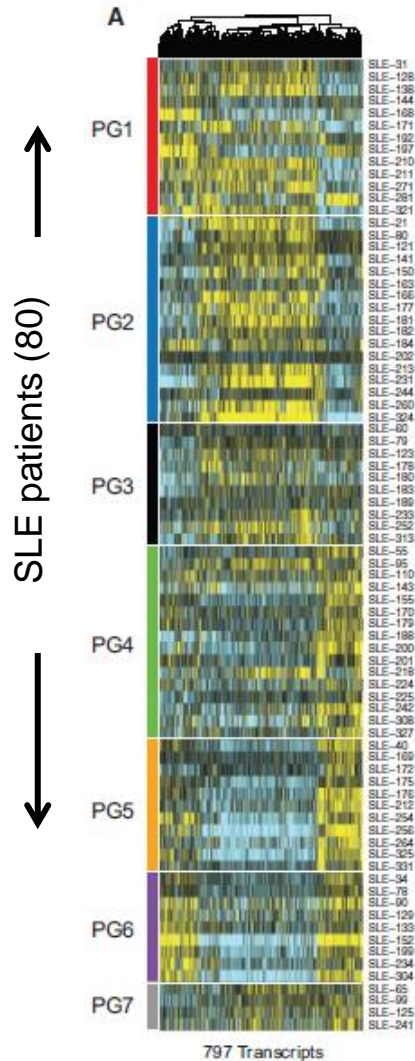 A
SLE patients (80)
PG1
SLE-31
SLE-128
SLE-138
SLE-144
SLE-168
SLE-171
SLE-192
SLE-197
SLE-210
SLE-211
SLE-271
SLE-281
SLE-321
PG2
SLE-21
SLE-80
SLE-121
SLE-141
SLE-150
SLE-163
SLE-166
SLE-177
SLE-181
SLE-182
SLE-184
SLE-202
SLE-213
SLE-231
SLE-244
SLE-260
SLE-324
PG3
SLE-60
SLE-79
SLE-123
SLE-178
SLE-180
SLE-183
SLE-189
SLE-233
SLE-252
SLE-313
PG4
SLE-55
SLE-95
SLE-110
SLE-143
SLE-155
SLE-170
SLE-179
SLE-188
SLE-200
SLE-201
SLE-218
SLE-224
SLE-225
SLE-242
SLE-308
SLE-327
PG5
SLE-40
SLE-169
SLE-172
SLE-175
SLE-176
SLE-212
SLE-254
SLE-256
SLE-264
SLE-325
SLE-331
PG6
SLE-34
SLE-78
SLE-90
SLE-129
SLE-133
SLE-152
SLE-199
SLE-234
SLE-304
PG7
SLE-65
SLE-99
SLE-125
SLE-241
797 Transcripts